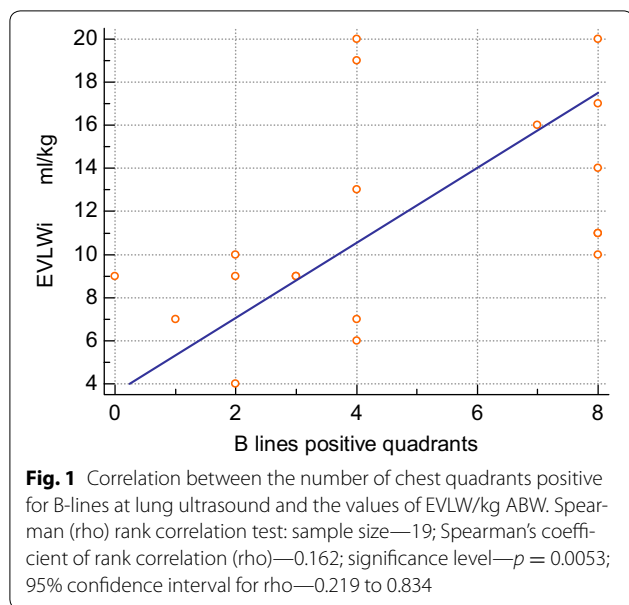 20
18
16
14
12
10
8
6
4
EVLWi ml/kg
0 2 4 6 8
B lines positive quadrants
Fig. 1 Correlation between the number of chest quadrants positive
for B-lines at lung ultrasound and the values of EVLW/kg ABW. Spear-
man (rho) rank correlation test: sample size—19; Spearman's coeffi-
cient of rank correlation (rho)—0.162; significance level—p = 0.0053;
95% confidence interval for rho—0.219 to 0.834